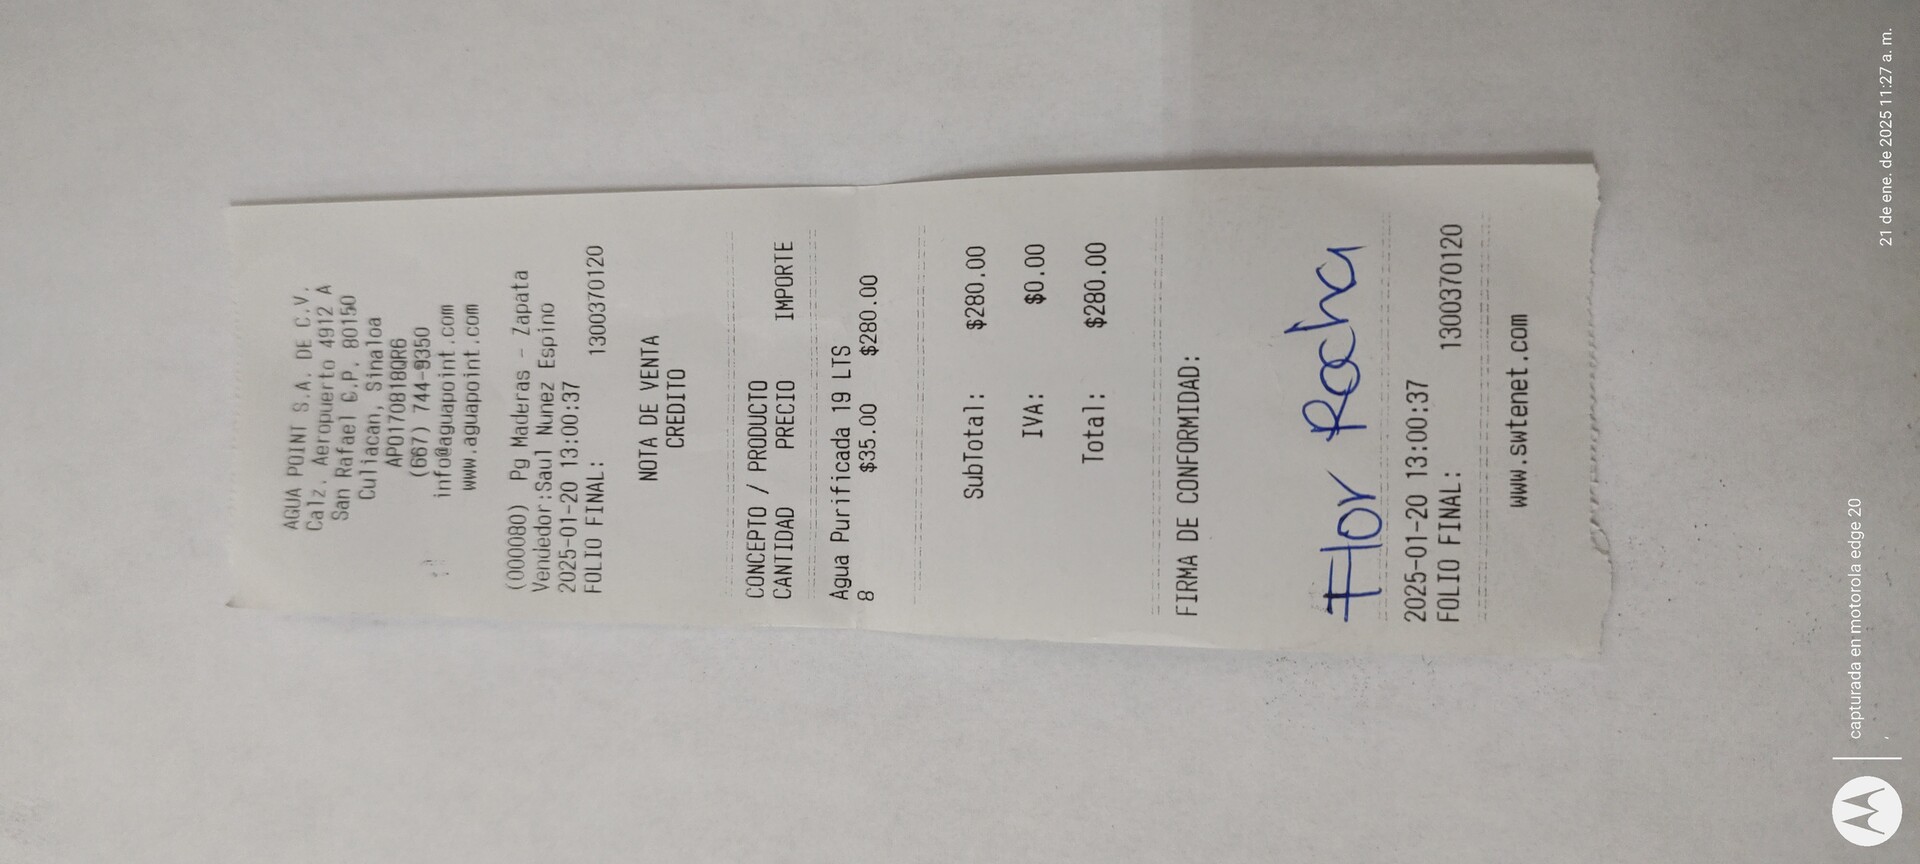 AGUA POINT S.A. DE C.V.
Calz. Aeropuerto 4912 A
San Rafael C.P. 80150
Culiacan, Sinaloa
APO170818QR6
(667) 744-9350
info@aguapoint.com
www.aguapoint.com
(000080) Pg Maderas - Zapata
Vendedor:Saul Nunez Espino
2025-01-20 13:00:37
FOLIO FINAL: 1300370120
NOTA DE VENTA
CREDITO
CONCEPTO / PRODUCTO
CANTIDAD PRECIO IMPORTE
Agua Purificada 19 LTS
8 $35.00 $280.00
SubTotal: $280.00
IVA: $0.00
Total: $280.00
FIRMA DE CONFORMIDAD:
Flor Rocha
2025-01-20 13:00:37
FOLIO FINAL: 1300370120
www.swtenet.com
capturada en motorola edge 20
21 de ene. de 2025 11:27 a. m.